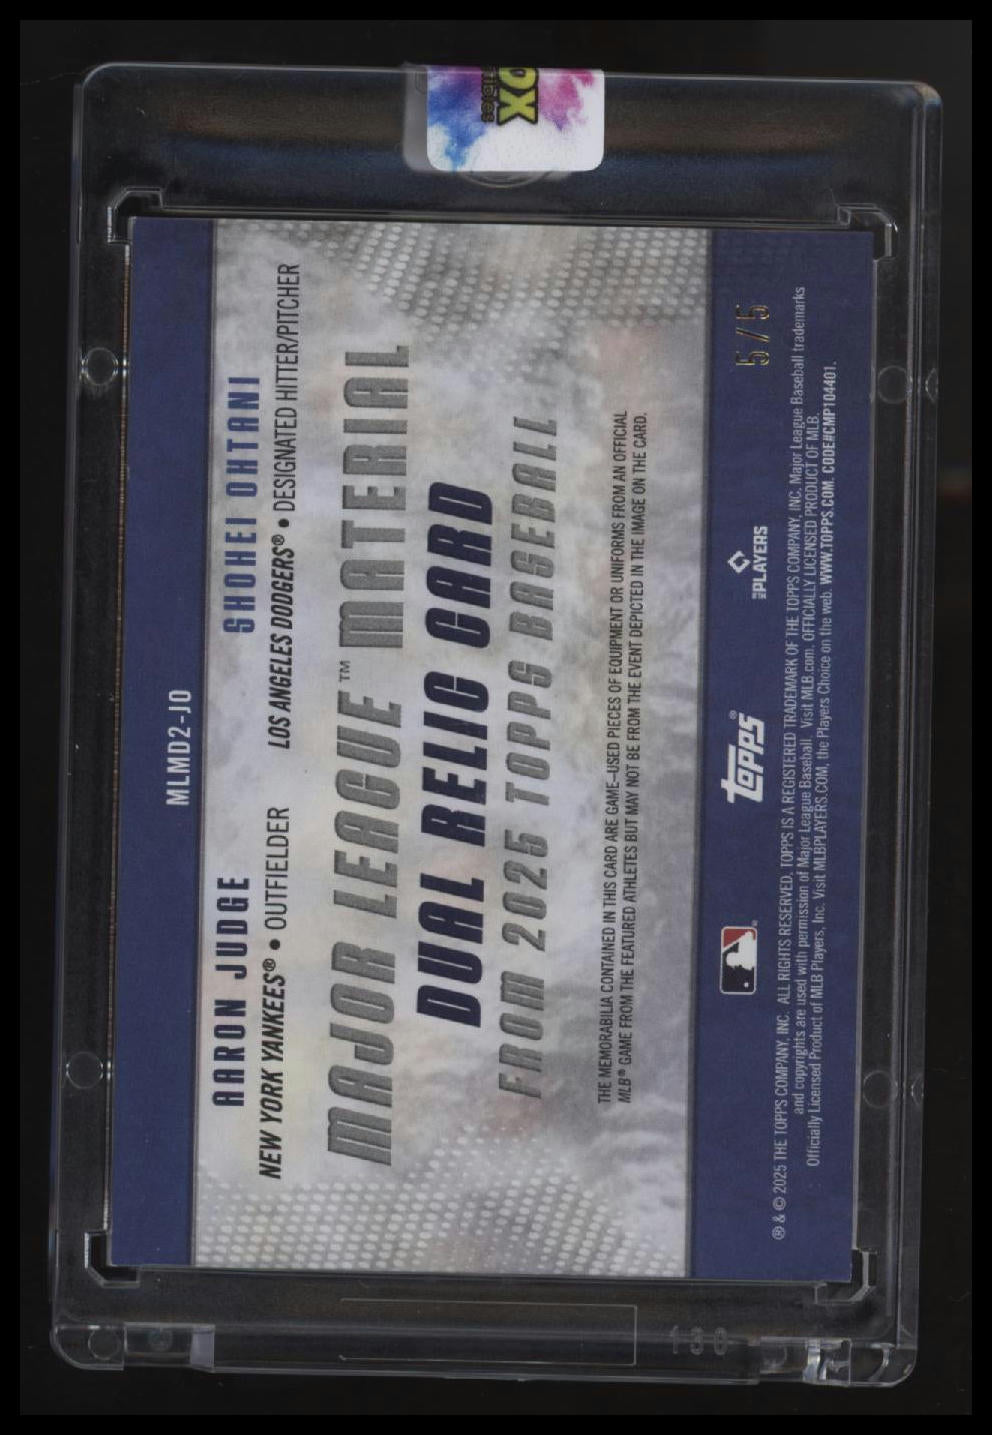 MLMD2-JO
AARON JUDGE
NEW YORK YANKEES® • OUTFIELDER
SHOHEI OHTANI
LOS ANGELES DODGERS® • DESIGNATED HITTER/PITCHER
MAJOR LEAGUE™ MATERIAL
DUAL RELIC CARD
FROM 2025 TOPPS BASEBALL
THE MEMORABILIA CONTAINED IN THIS CARD ARE GAME-USED PIECES OF EQUIPMENT OR UNIFORMS FROM AN OFFICIAL
MLB® GAME FROM THE FEATURED ATHLETES BUT MAY NOT BE FROM THE EVENT DEPICTED IN THE IMAGE ON THE CARD.
topps®
THE PLAYERS
5/5
® & © 2025 THE TOPPS COMPANY, INC. ALL RIGHTS RESERVED, TOPPS IS A REGISTERED TRADEMARK OF THE TOPPS COMPANY, INC. Major League Baseball trademarks
and copyrights are used with permission of Major League Baseball. Visit MLB.com. OFFICIALLY LICENSED PRODUCT OF MLB.
Officially Licensed Product of MLB Players, Inc. Visit MLBPLAYERS.COM, the Players Choice on the web. WWW.TOPPS.COM. CODE#CMP104401.
OX
180